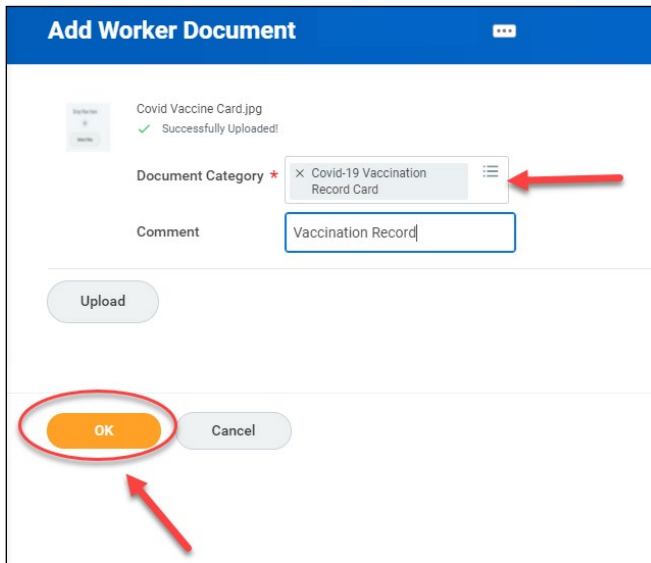 Add Worker Document
Covid Vaccine Card.jpg
Successfully Uploaded!
Document Category *
× Covid-19 Vaccination
Record Card
Comment
Vaccination Record
Upload
OK
Cancel